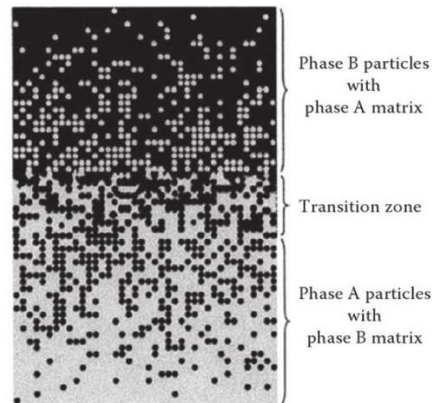 Phase B particles
with
phase A matrix
Transition zone
Phase A particles
with
phase B matrix